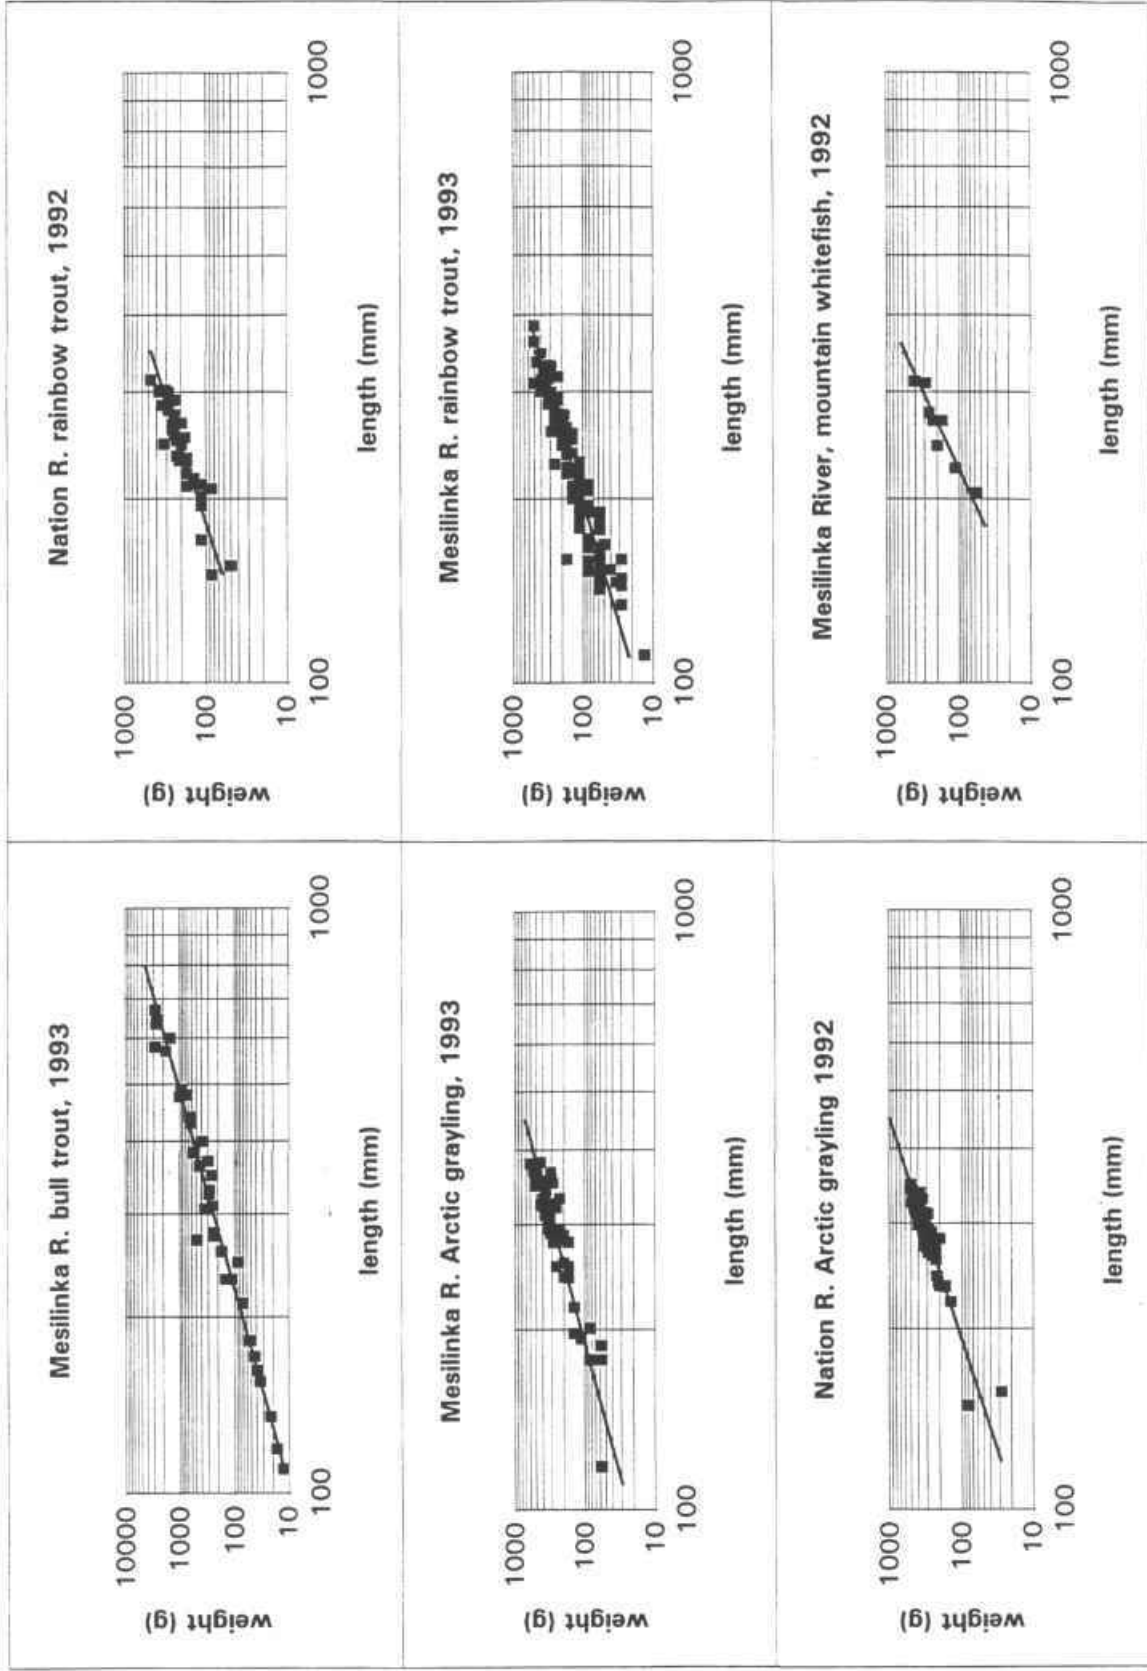 Mesilinka R. bull trout, 1993
10000
1000
100
10
100
1000
weight (g)
length (mm)
Nation R. rainbow trout, 1992
1000
100
10
100
1000
weight (g)
length (mm)
Mesilinka R. Arctic grayling, 1993
1000
100
10
100
1000
weight (g)
length (mm)
Mesilinka R. rainbow trout, 1993
1000
100
10
100
1000
weight (g)
length (mm)
Nation R. Arctic grayling 1992
1000
100
10
100
1000
weight (g)
length (mm)
Mesilinka River, mountain whitefish, 1992
1000
100
10
100
1000
weight (g)
length (mm)